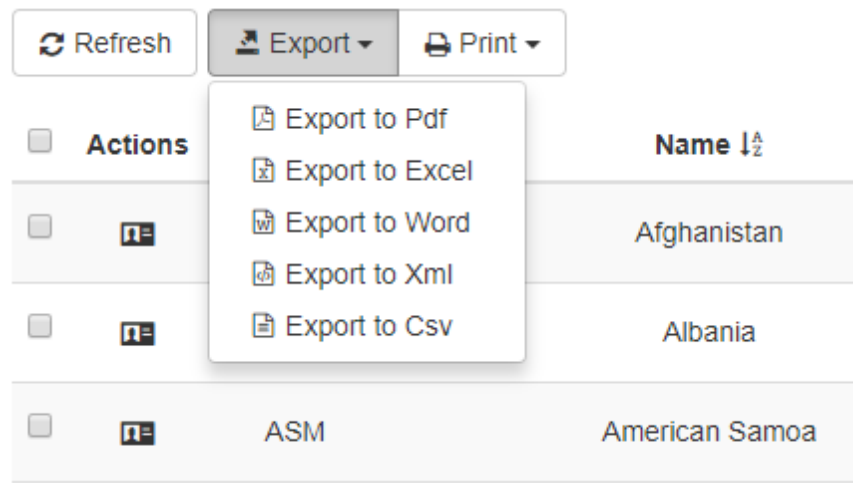 Refresh Export Print
Export to Pdf
Export to Excel
Export to Word
Export to Xml
Export to Csv
Actions Name
Afghanistan
Albania
ASM American Samoa